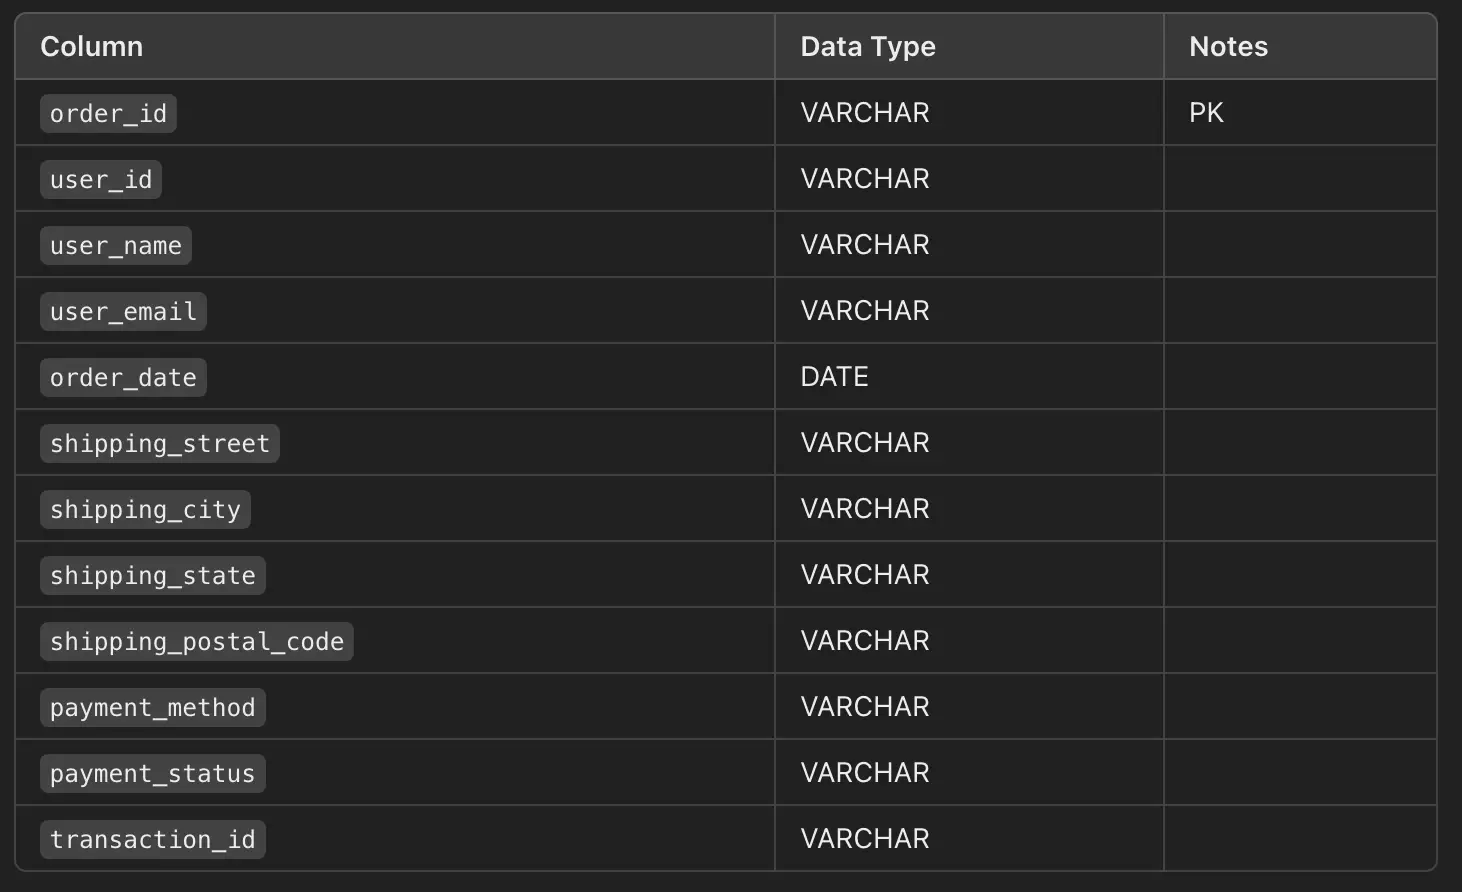 Column Data Type Notes
order_id VARCHAR PK
user_id VARCHAR
user_name VARCHAR
user_email VARCHAR
order_date DATE
shipping_street VARCHAR
shipping_city VARCHAR
shipping_state VARCHAR
shipping_postal_code VARCHAR
payment_method VARCHAR
payment_status VARCHAR
transaction_id VARCHAR